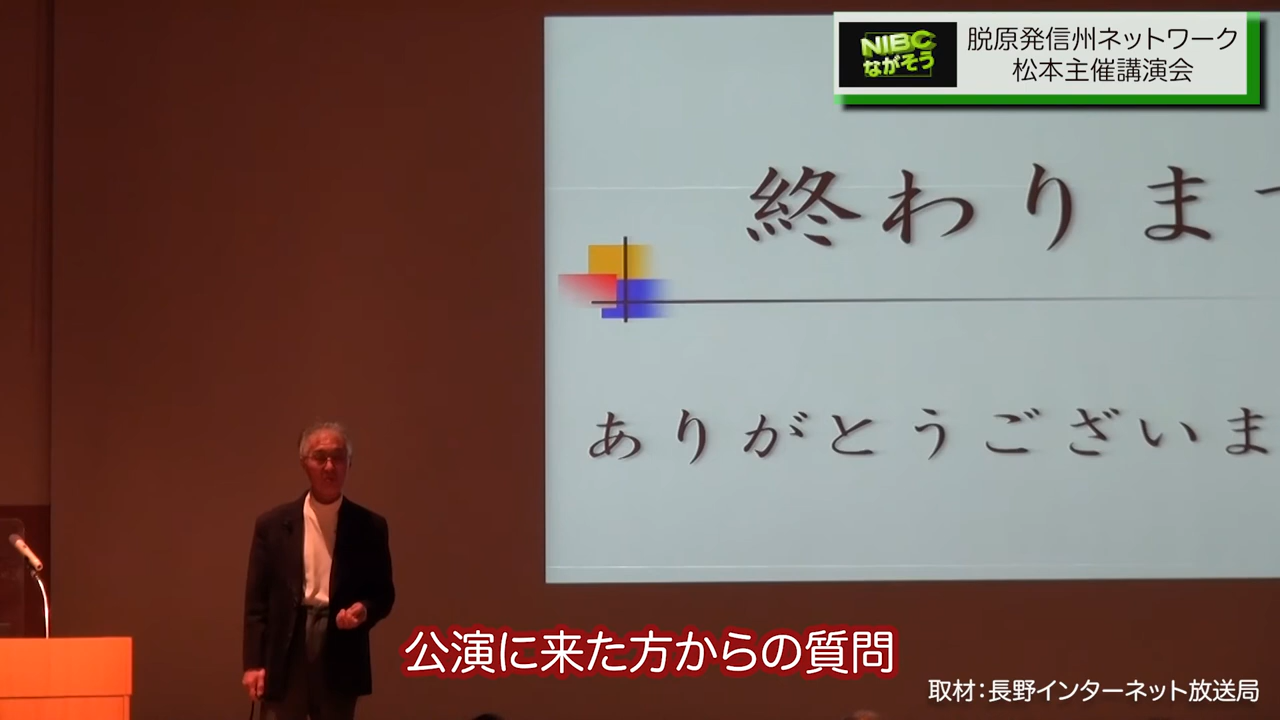 NIBC
ながそう
脱原発信州ネットワーク
松本主催講演会
終わります
ありがとうございま
公演に来た方からの質問
取材:長野インターネット放送局